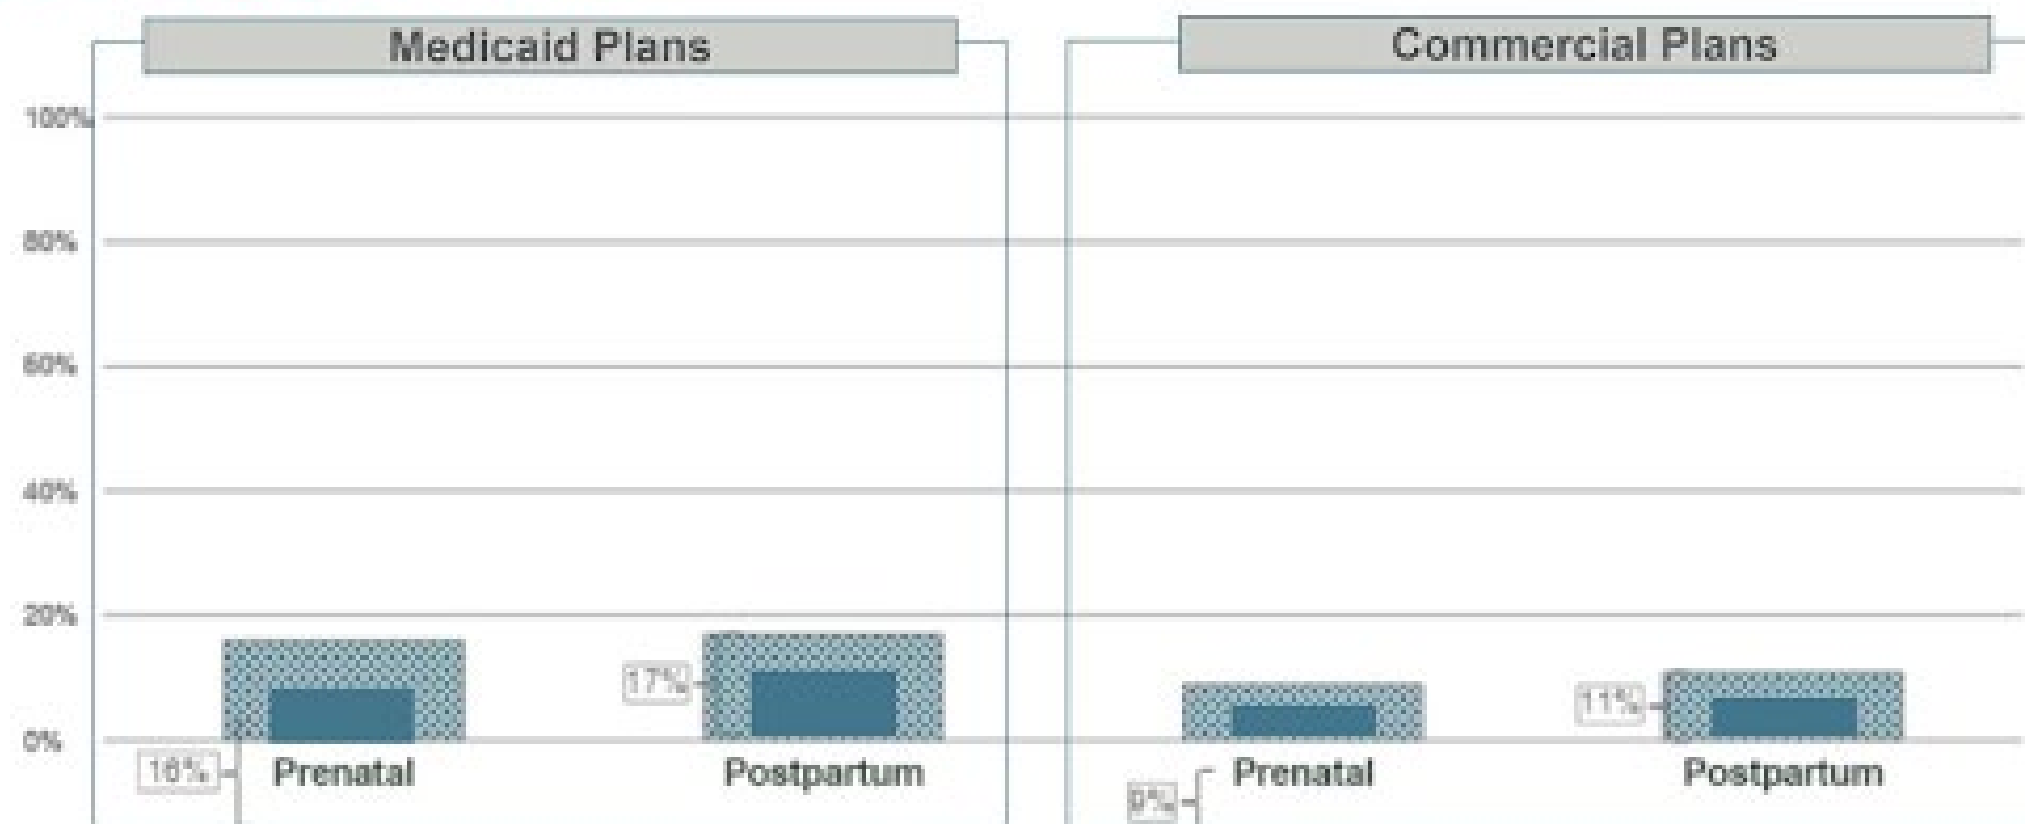 Medicaid Plans
Commercial Plans
100%
80%
60%
40%
20%
0%
17%
11%
16%
Prenatal
Postpartum
9%
Prenatal
Postpartum